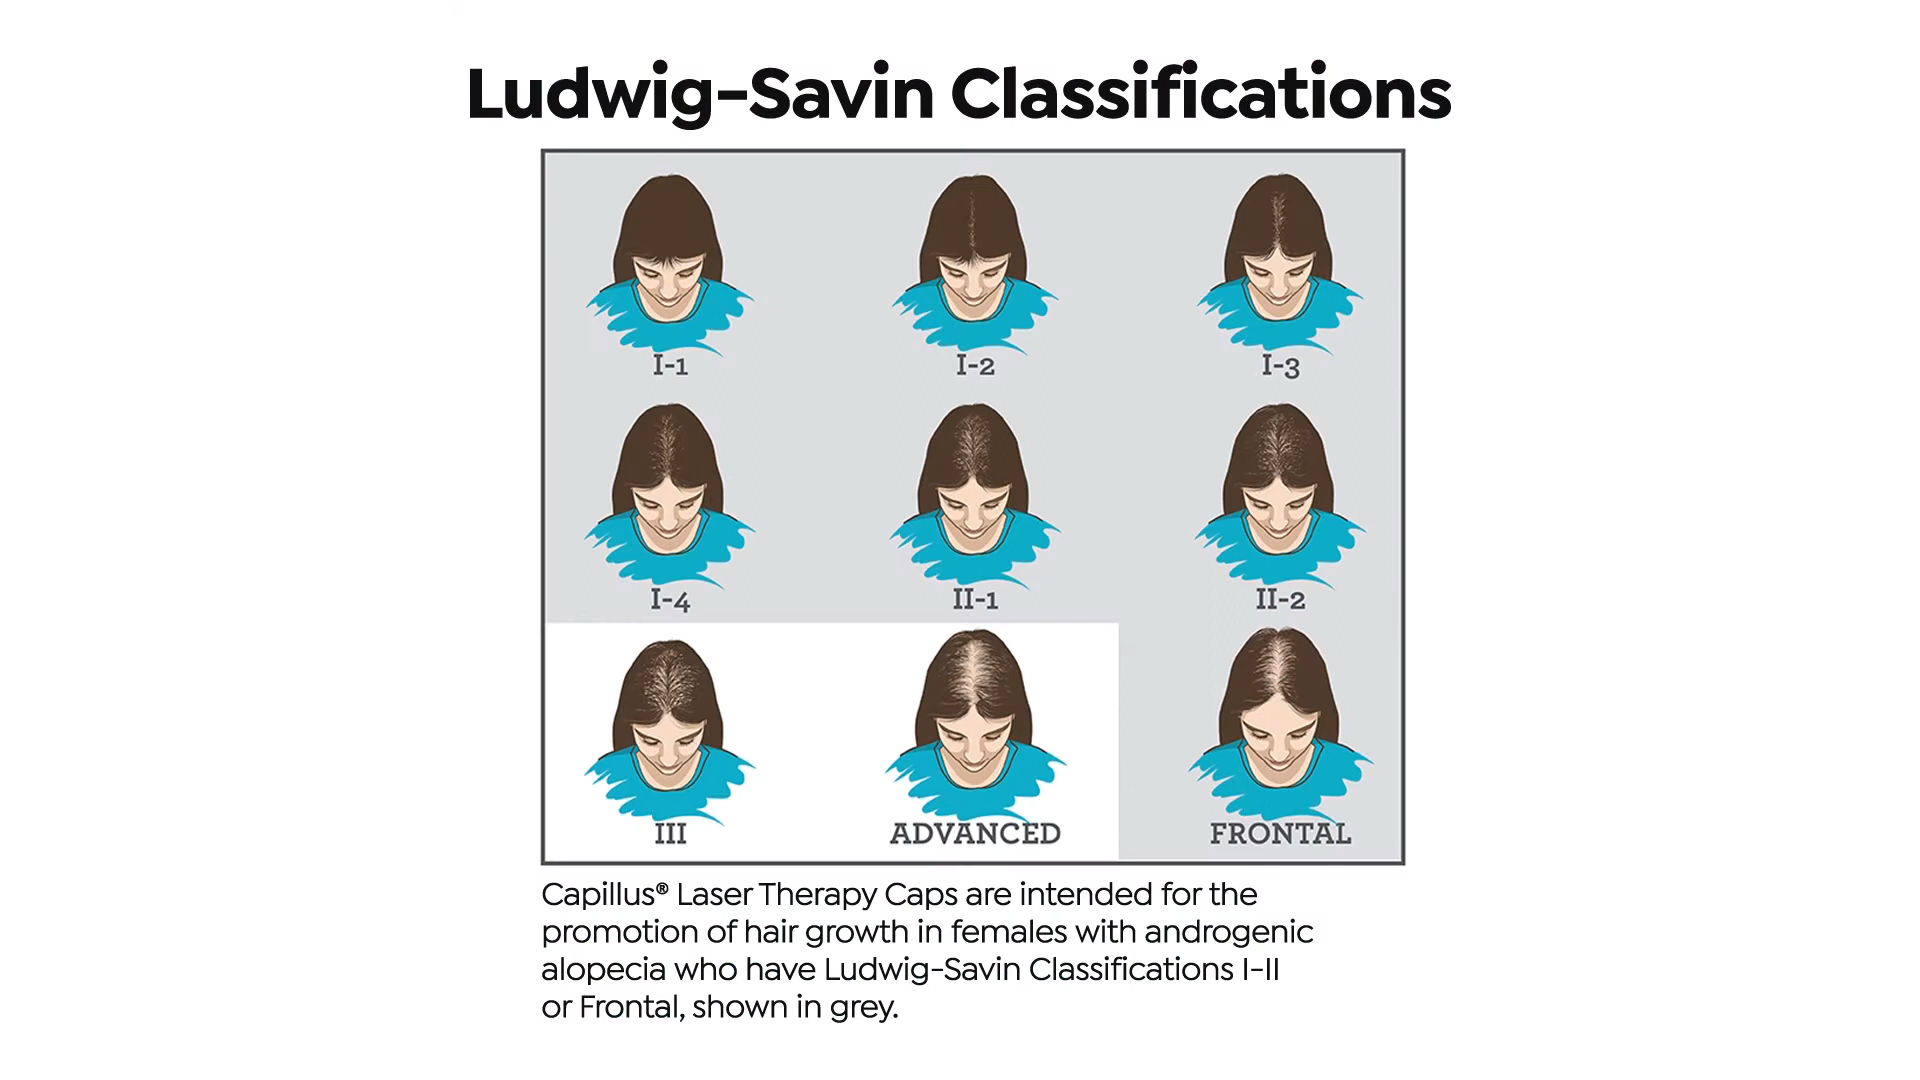 Ludwig-Savin Classifications
I-1
I-2
I-3
I-4
II-1
II-2
III
ADVANCED
FRONTAL
Capillus® Laser Therapy Caps are intended for the
promotion of hair growth in females with androgenic
alopecia who have Ludwig-Savin Classifications I-II
or Frontal, shown in grey.